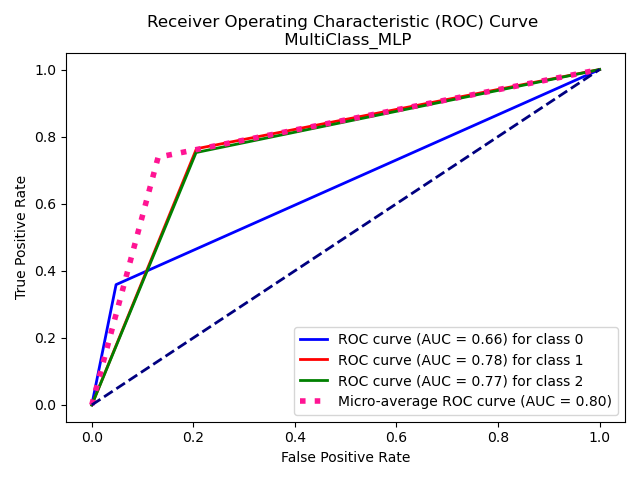 Receiver Operating Characteristic (ROC) Curve
MultiClass_MLP
1.0
0.8
0.6
0.4
0.2
0.0
True Positive Rate
ROC curve (AUC = 0.66) for class 0
ROC curve (AUC = 0.78) for class 1
ROC curve (AUC = 0.77) for class 2
Micro-average ROC curve (AUC = 0.80)
0.0 0.2 0.4 0.6 0.8 1.0
False Positive Rate